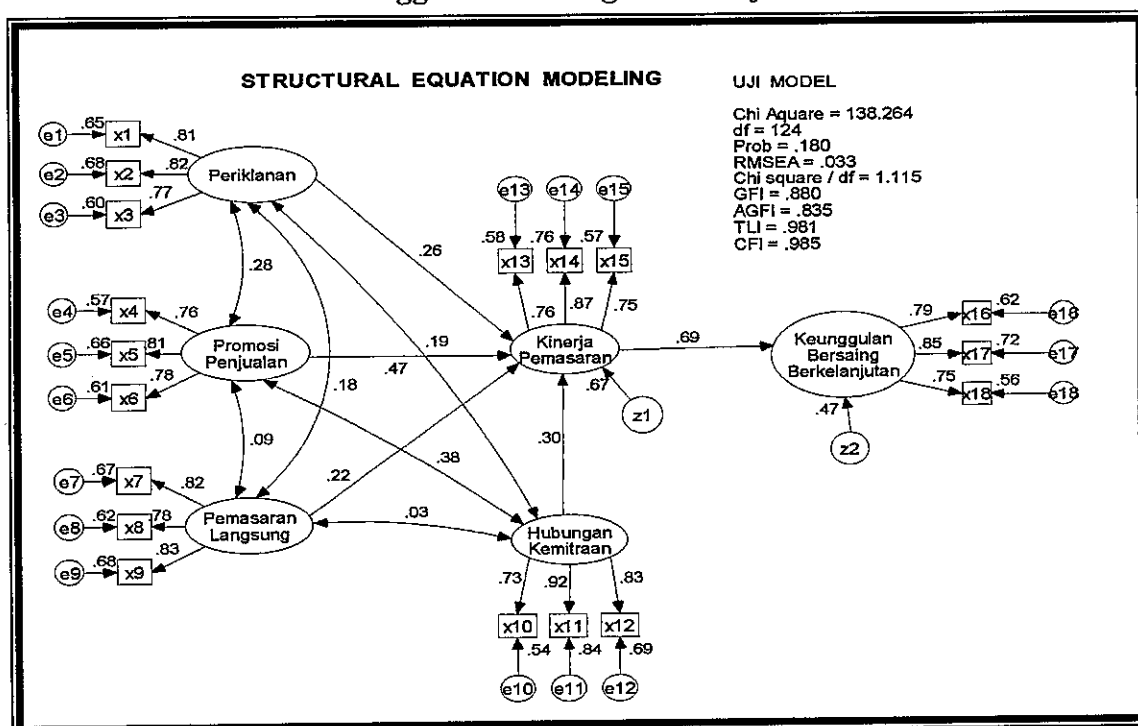 STRUCTURAL EQUATION MODELING
UJI MODEL
Chi Aquare = 138.264
df = 124
Prob = .180
RMSEA = .033
Chi square / df = 1.115
GFI = .880
AGFI = .835
TLI = .981
CFI = .985
e1 .65 x1 .81
e2 .68 x2 .82
e3 .60 x3 .77
Periklanan
.28
.18
.47
.26
e4 .57 x4 .76
e5 .66 x5 .81
e6 .61 x6 .78
Promosi
Penjualan
.19
.09
.38
e7 .67 x7 .82
e8 .62 x8 .78
e9 .68 x9 .83
Pemasaran
Langsung
.22
.03
e13 e14 e15
.58 .76 .57
x13 x14 x15
.76 .87 .75
Kinerja
Pemasaran
.67
z1
.30
.69
Hubungan
Kemitraan
.73 .92 .83
x10 x11 x12
.54 .84 .69
e10 e11 e12
Keunggulan
Bersaing
Berkelanjutan
.47
z2
.79 x16 .62 e18
.85 x17 .72 e17
.75 x18 .56 e18